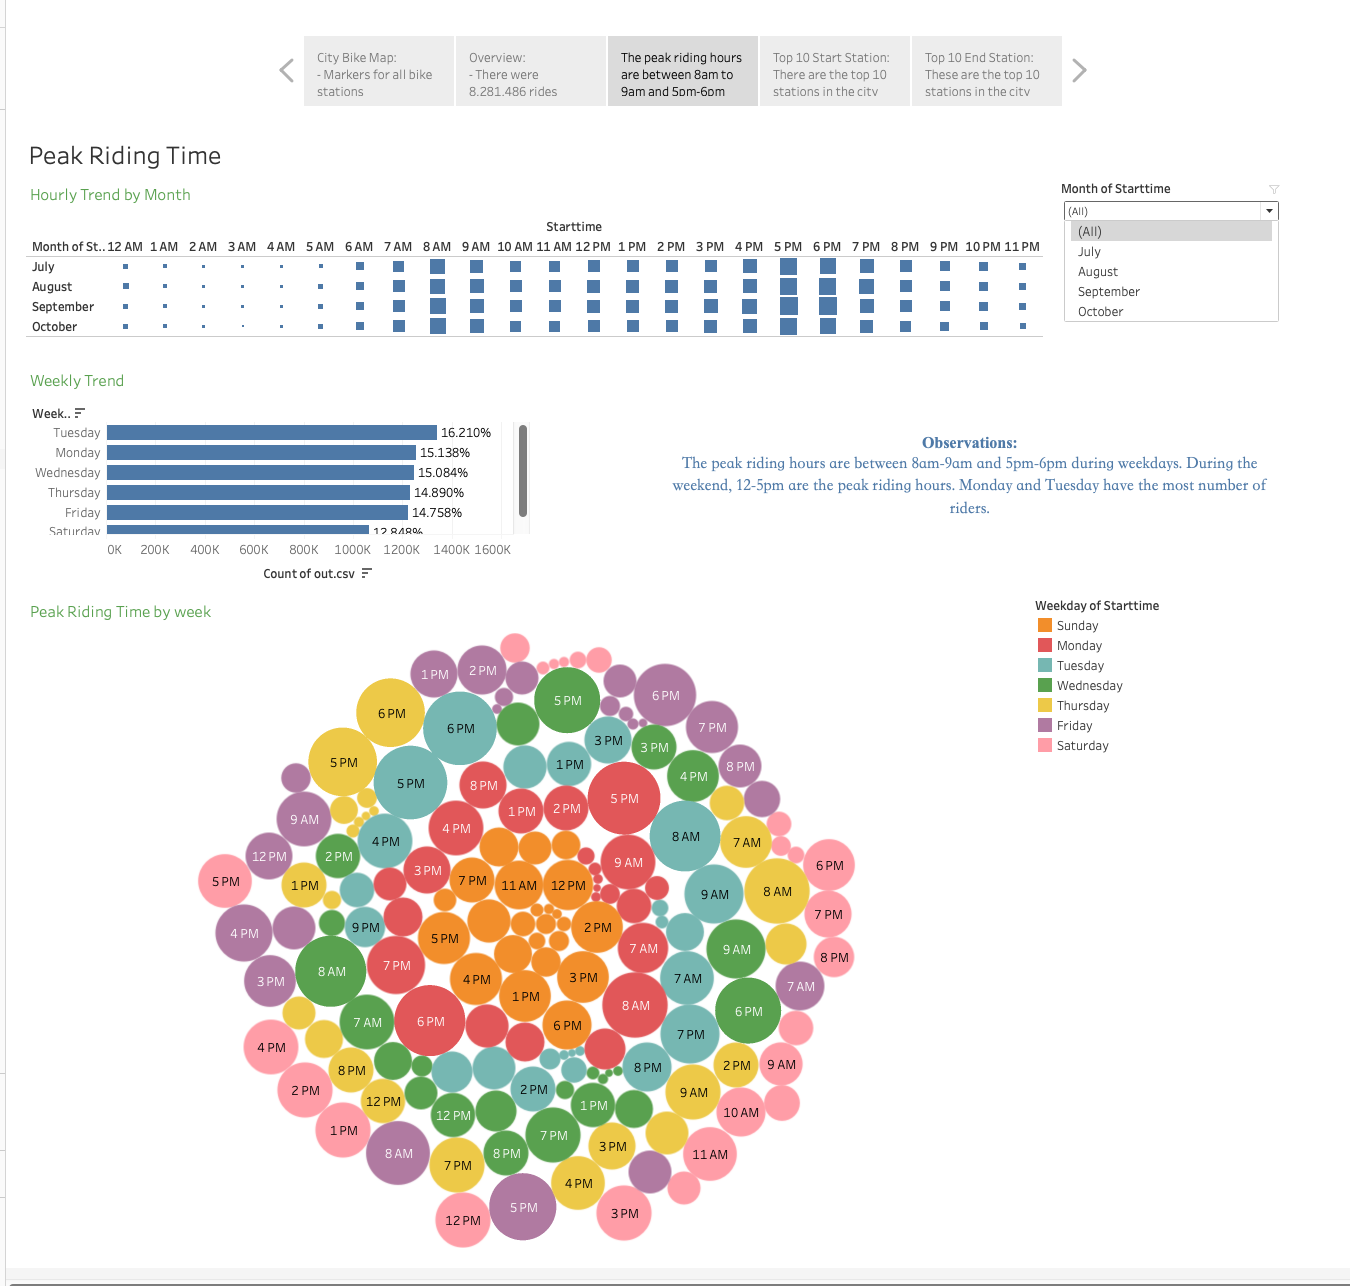 City Bike Map:
- Markers for all bike
stations
Overview:
- There were
8.281.486 rides
The peak riding hours
are between 8am to
9am and 5pm-6pm
Top 10 Start Station:
There are the top 10
stations in the city
Top 10 End Station:
These are the top 10
stations in the city
Peak Riding Time
Hourly Trend by Month
Starttime
Month of St.. 12 AM 1 AM 2 AM 3 AM 4 AM 5 AM 6 AM 7 AM 8 AM 9 AM 10 AM 11 AM 12 PM 1 PM 2 PM 3 PM 4 PM 5 PM 6 PM 7 PM 8 PM 9 PM 10 PM 11 PM
July
August
September
October
Month of Starttime
(All)
(All)
July
August
September
October
Weekly Trend
Week..
Tuesday 16.210%
Monday 15.138%
Wednesday 15.084%
Thursday 14.890%
Friday 14.758%
Saturday 12.848%
0K 200K 400K 600K 800K 1000K 1200K 1400K 1600K
Count of out.csv
Observations:
The peak riding hours are between 8am-9am and 5pm-6pm during weekdays. During the
weekend, 12-5pm are the peak riding hours. Monday and Tuesday have the most number of
riders.
Peak Riding Time by week
Weekday of Starttime
Sunday
Monday
Tuesday
Wednesday
Thursday
Friday
Saturday
1 PM
2 PM
6 PM
5 PM
6 PM
6 PM
7 PM
3 PM
3 PM
5 PM
1 PM
8 PM
4 PM
5 PM
8 PM
5 PM
1 PM
2 PM
9 AM
4 PM
8 AM
4 PM
7 AM
12 PM
2 PM
9 AM
6 PM
3 PM
5 PM
7 PM
1 PM
11 AM
12 PM
8 AM
9 AM
7 PM
9 PM
2 PM
4 PM
5 PM
7 AM
9 AM
8 PM
7 PM
8 AM
3 PM
7 AM
4 PM
3 PM
7 AM
1 PM
8 AM
6 PM
7 AM
6 PM
6 PM
7 PM
4 PM
2 PM
9 AM
8 PM
8 PM
2 PM
2 PM
9 AM
12 PM
1 PM
10 AM
12 PM
1 PM
7 PM
3 PM
8 AM
8 PM
11 AM
7 PM
4 PM
5 PM
3 PM
12 PM